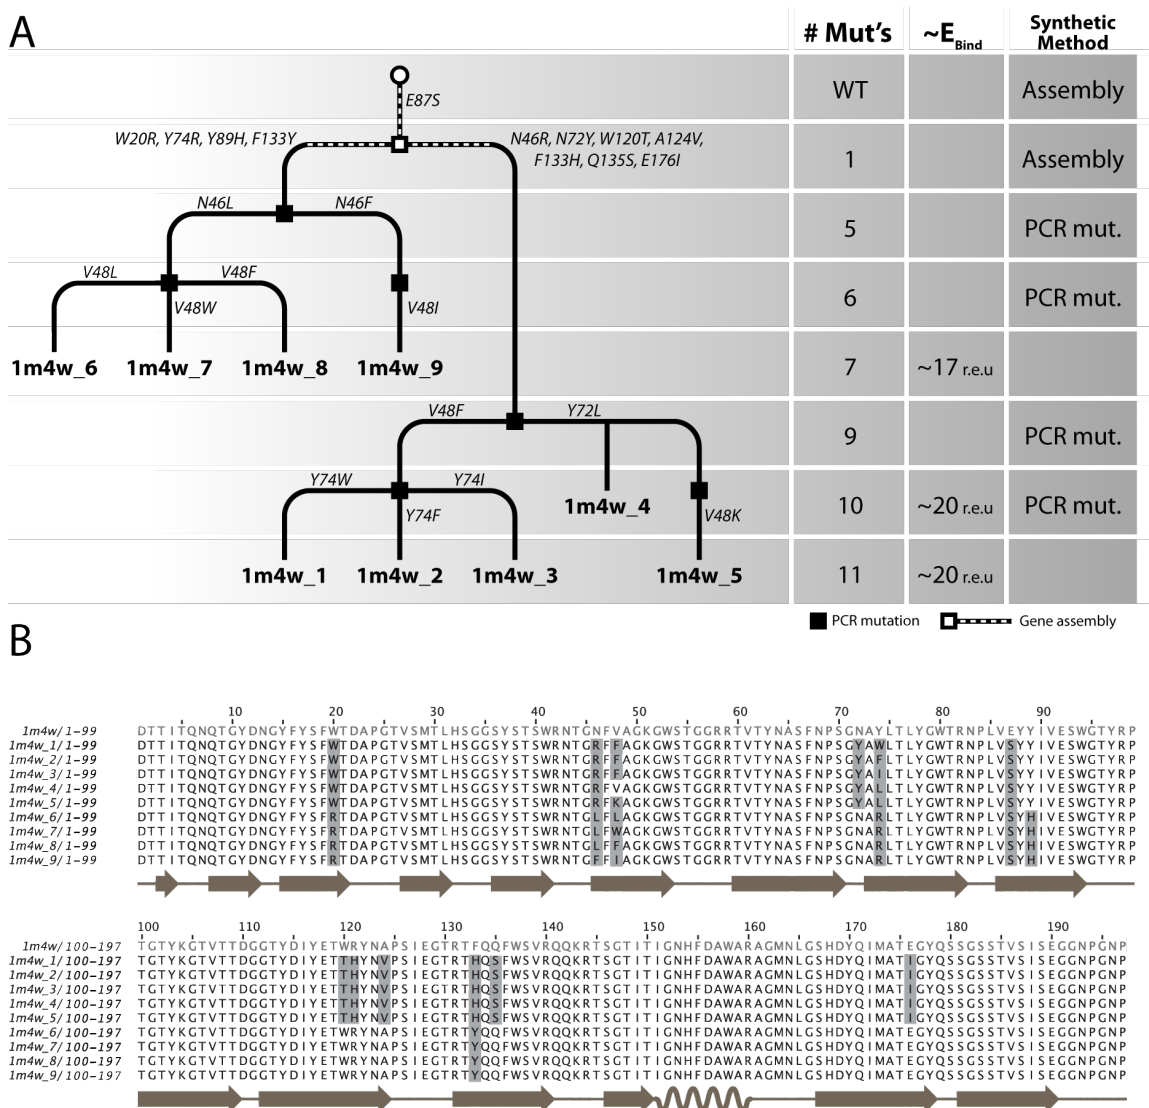 A
# Mut's
~E Bind
Synthetic Method
WT
Assembly
E87S
W20R, Y74R, Y89H, F133Y
N46R, N72Y, W120T, A124V,
F133H, Q135S, E176I
1
Assembly
N46L
N46F
5
PCR mut.
V48L
V48F
V48W
V48I
6
PCR mut.
1m4w_6
1m4w_7
1m4w_8
1m4w_9
7
~17 r.e.u
V48F
Y72L
9
PCR mut.
Y74W
Y74I
Y74F
1m4w_4
V48K
10
~20 r.e.u
PCR mut.
1m4w_1
1m4w_2
1m4w_3
1m4w_5
11
~20 r.e.u
PCR mutation
Gene assembly
B
10 20 30 40 50 60 70 80 90
1m4w/1-99 DTTITQNQTGYDNGYFYSFWTDAPGTVSMTLHSGGSYSTSWRNTGNFVAGKGWSTGGRRTVTYNASFNPSGNAYLTLYGWTRNPLVEYYIVESWGTYRP
1m4w_1/1-99 DTTITQNQTGYDNGYFYSFWTDAPGTVSMTLHSGGSYSTSWRNTGRFFAGKGWSTGGRRTVTYNASFNPSGYAWLTLYGWTRNPLVSYYIVESWGTYRP
1m4w_2/1-99 DTTITQNQTGYDNGYFYSFWTDAPGTVSMTLHSGGSYSTSWRNTGRFFAGKGWSTGGRRTVTYNASFNPSGYAFLTLYGWTRNPLVSYYIVESWGTYRP
1m4w_3/1-99 DTTITQNQTGYDNGYFYSFWTDAPGTVSMTLHSGGSYSTSWRNTGRFFAGKGWSTGGRRTVTYNASFNPSGYAILTLYGWTRNPLVSYYIVESWGTYRP
1m4w_4/1-99 DTTITQNQTGYDNGYFYSFWTDAPGTVSMTLHSGGSYSTSWRNTGRFVAGKGWSTGGRRTVTYNASFNPSGYALLTLYGWTRNPLVSYYIVESWGTYRP
1m4w_5/1-99 DTTITQNQTGYDNGYFYSFWTDAPGTVSMTLHSGGSYSTSWRNTGRFKAGKGWSTGGRRTVTYNASFNPSGYALLTLYGWTRNPLVSYYIVESWGTYRP
1m4w_6/1-99 DTTITQNQTGYDNGYFYSFRTDAPGTVSMTLHSGGSYSTSWRNTGLFLAGKGWSTGGRRTVTYNASFNPSGNARLTLYGWTRNPLVSYHIVESWGTYRP
1m4w_7/1-99 DTTITQNQTGYDNGYFYSFRTDAPGTVSMTLHSGGSYSTSWRNTGLFWAGKGWSTGGRRTVTYNASFNPSGNARLTLYGWTRNPLVSYHIVESWGTYRP
1m4w_8/1-99 DTTITQNQTGYDNGYFYSFRTDAPGTVSMTLHSGGSYSTSWRNTGLFFAGKGWSTGGRRTVTYNASFNPSGNARLTLYGWTRNPLVSYHIVESWGTYRP
1m4w_9/1-99 DTTITQNQTGYDNGYFYSFRTDAPGTVSMTLHSGGSYSTSWRNTGFFIAGKGWSTGGRRTVTYNASFNPSGNARLTLYGWTRNPLVSYHIVESWGTYRP
100 110 120 130 140 150 160 170 180 190
1m4w/100-197 TGTYKGTVTTDGGTYDIYETWRYNAPSIEGTRTFQQFWSVRQQKRTSGTITIGNHFDAWARAGMNLGSHDYQIMATEGYQSSGSSTVSISEGGNPGNP
1m4w_1/100-197 TGTYKGTVTTDGGTYDIYETTHYNVPSIEGTRTHQSFWSVRQQKRTSGTITIGNHFDAWARAGMNLGSHDYQIMATIGYQSSGSSTVSISEGGNPGNP
1m4w_2/100-197 TGTYKGTVTTDGGTYDIYETTHYNVPSIEGTRTHQSFWSVRQQKRTSGTITIGNHFDAWARAGMNLGSHDYQIMATIGYQSSGSSTVSISEGGNPGNP
1m4w_3/100-197 TGTYKGTVTTDGGTYDIYETTHYNVPSIEGTRTHQSFWSVRQQKRTSGTITIGNHFDAWARAGMNLGSHDYQIMATIGYQSSGSSTVSISEGGNPGNP
1m4w_4/100-197 TGTYKGTVTTDGGTYDIYETTHYNVPSIEGTRTHQSFWSVRQQKRTSGTITIGNHFDAWARAGMNLGSHDYQIMATIGYQSSGSSTVSISEGGNPGNP
1m4w_5/100-197 TGTYKGTVTTDGGTYDIYETTHYNVPSIEGTRTHQSFWSVRQQKRTSGTITIGNHFDAWARAGMNLGSHDYQIMATIGYQSSGSSTVSISEGGNPGNP
1m4w_6/100-197 TGTYKGTVTTDGGTYDIYETWRYNAPSIEGTRTYQQFWSVRQQKRTSGTITIGNHFDAWARAGMNLGSHDYQIMATEGYQSSGSSTVSISEGGNPGNP
1m4w_7/100-197 TGTYKGTVTTDGGTYDIYETWRYNAPSIEGTRTYQQFWSVRQQKRTSGTITIGNHFDAWARAGMNLGSHDYQIMATEGYQSSGSSTVSISEGGNPGNP
1m4w_8/100-197 TGTYKGTVTTDGGTYDIYETWRYNAPSIEGTRTYQQFWSVRQQKRTSGTITIGNHFDAWARAGMNLGSHDYQIMATEGYQSSGSSTVSISEGGNPGNP
1m4w_9/100-197 TGTYKGTVTTDGGTYDIYETWRYNAPSIEGTRTYQQFWSVRQQKRTSGTITIGNHFDAWARAGMNLGSHDYQIMATEGYQSSGSSTVSISEGGNPGNP